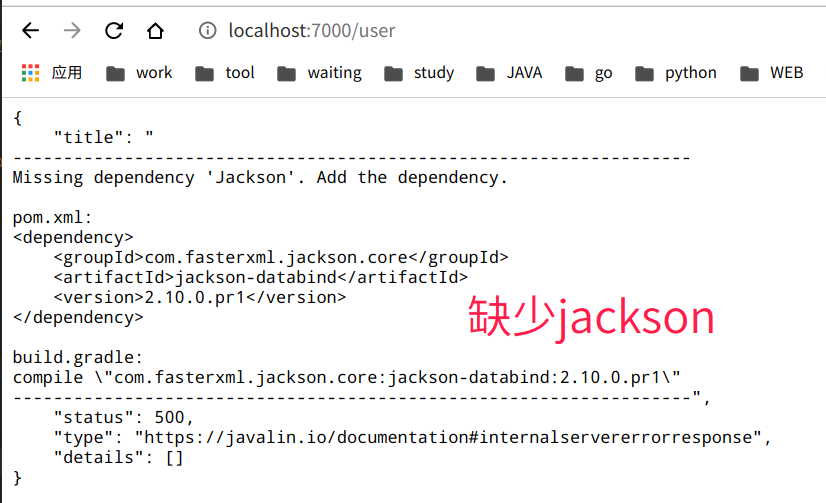 localhost:7000/user
应用 work tool waiting study JAVA go python WEB
{
    "title": "
-------------------------------------------------------------------
Missing dependency 'Jackson'. Add the dependency.
pom.xml:
<dependency>
    <groupId>com.fasterxml.jackson.core</groupId>
    <artifactId>jackson-databind</artifactId>
    <version>2.10.0.pr1</version>
</dependency>
缺少jackson
build.gradle:
compile \"com.fasterxml.jackson.core:jackson-databind:2.10.0.pr1\"
-------------------------------------------------------------------",
    "status": 500,
    "type": "https://javalin.io/documentation#internalservererrorresponse",
    "details": []
}